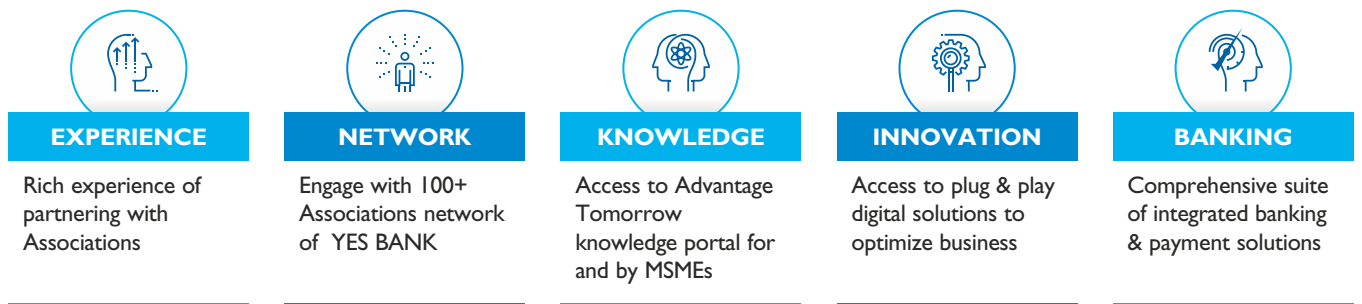 EXPERIENCE
Rich experience of
partnering with
Associations
NETWORK
Engage with 100+
Associations network
of YES BANK
KNOWLEDGE
Access to Advantage
Tomorrow
knowledge portal for
and by MSMEs
INNOVATION
Access to plug & play
digital solutions to
optimize business
BANKING
Comprehensive suite
of integrated banking
& payment solutions